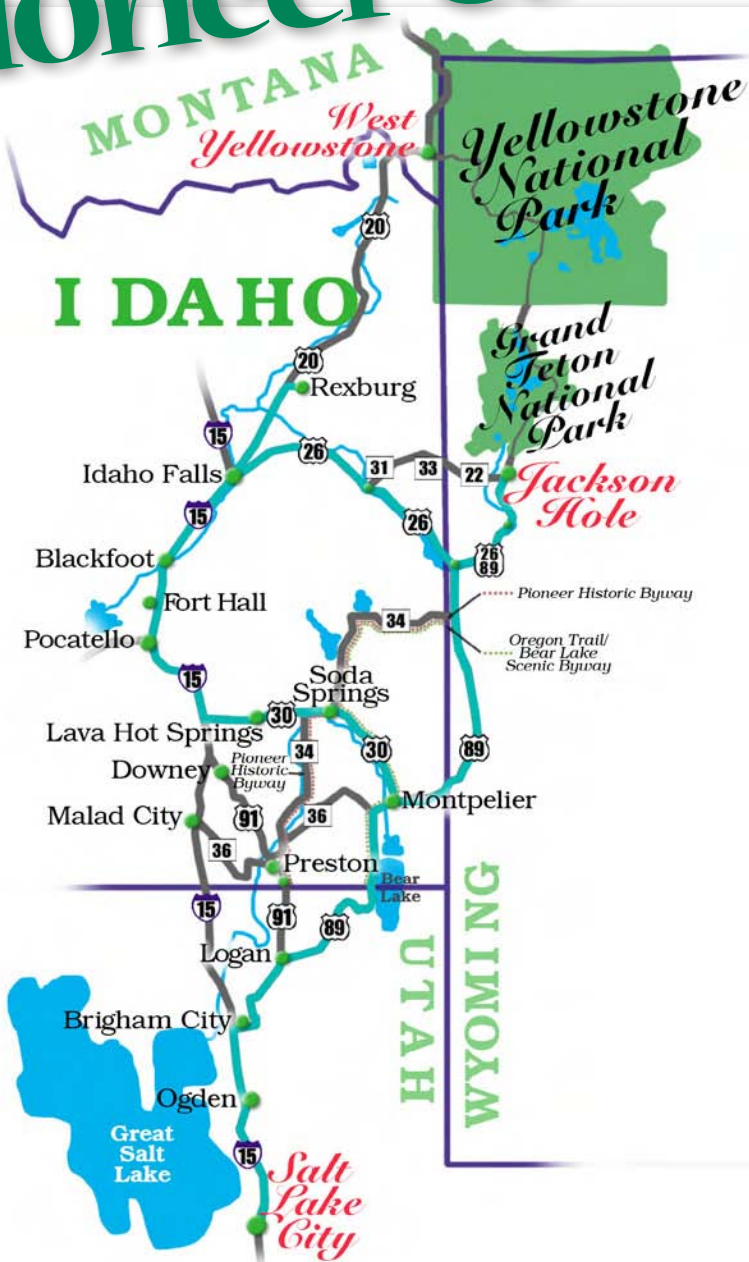 MONTANA
West
Yellowstone
Yellowstone
National
Park
20
IDAHO
Grand
Teton
National
Park
20
Rexburg
15
26
31
33
22
Idaho Falls
Jackson
Hole
15
26
Blackfoot
26
89
Fort Hall
Pioneer Historic Byway
34
Pocatello
Oregon Trail/
Bear Lake
Scenic Byway
15
Soda
Springs
30
Lava Hot Springs
34
30
89
Pioneer
Historic
Byway
Downey
Montpelier
Malad City
91
36
36
Preston
Bear
Lake
15
91
89
Logan
UTAH
WYOMING
Brigham City
Ogden
Great
Salt
Lake
15
Salt
Lake
City